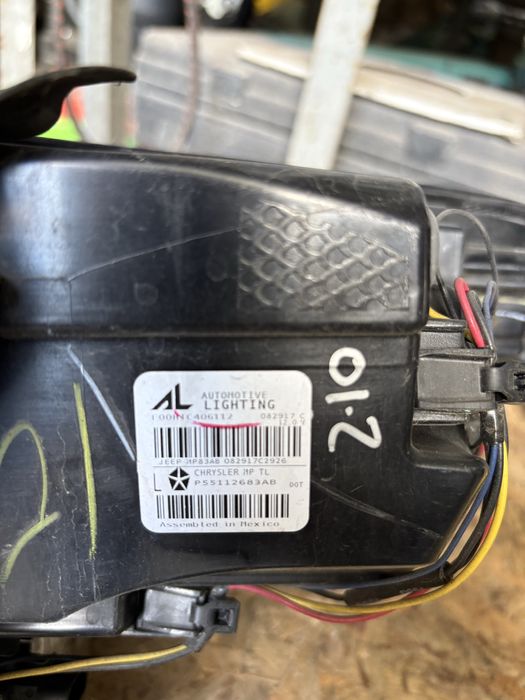 AL AUTOMOTIVE LIGHTING
C406112 082917 C
12.0 V
JEEP MP83AB 082917C2926
CHRYSLER MP TL
L P55112683AB DOT
Assembled in Mexico
2.10